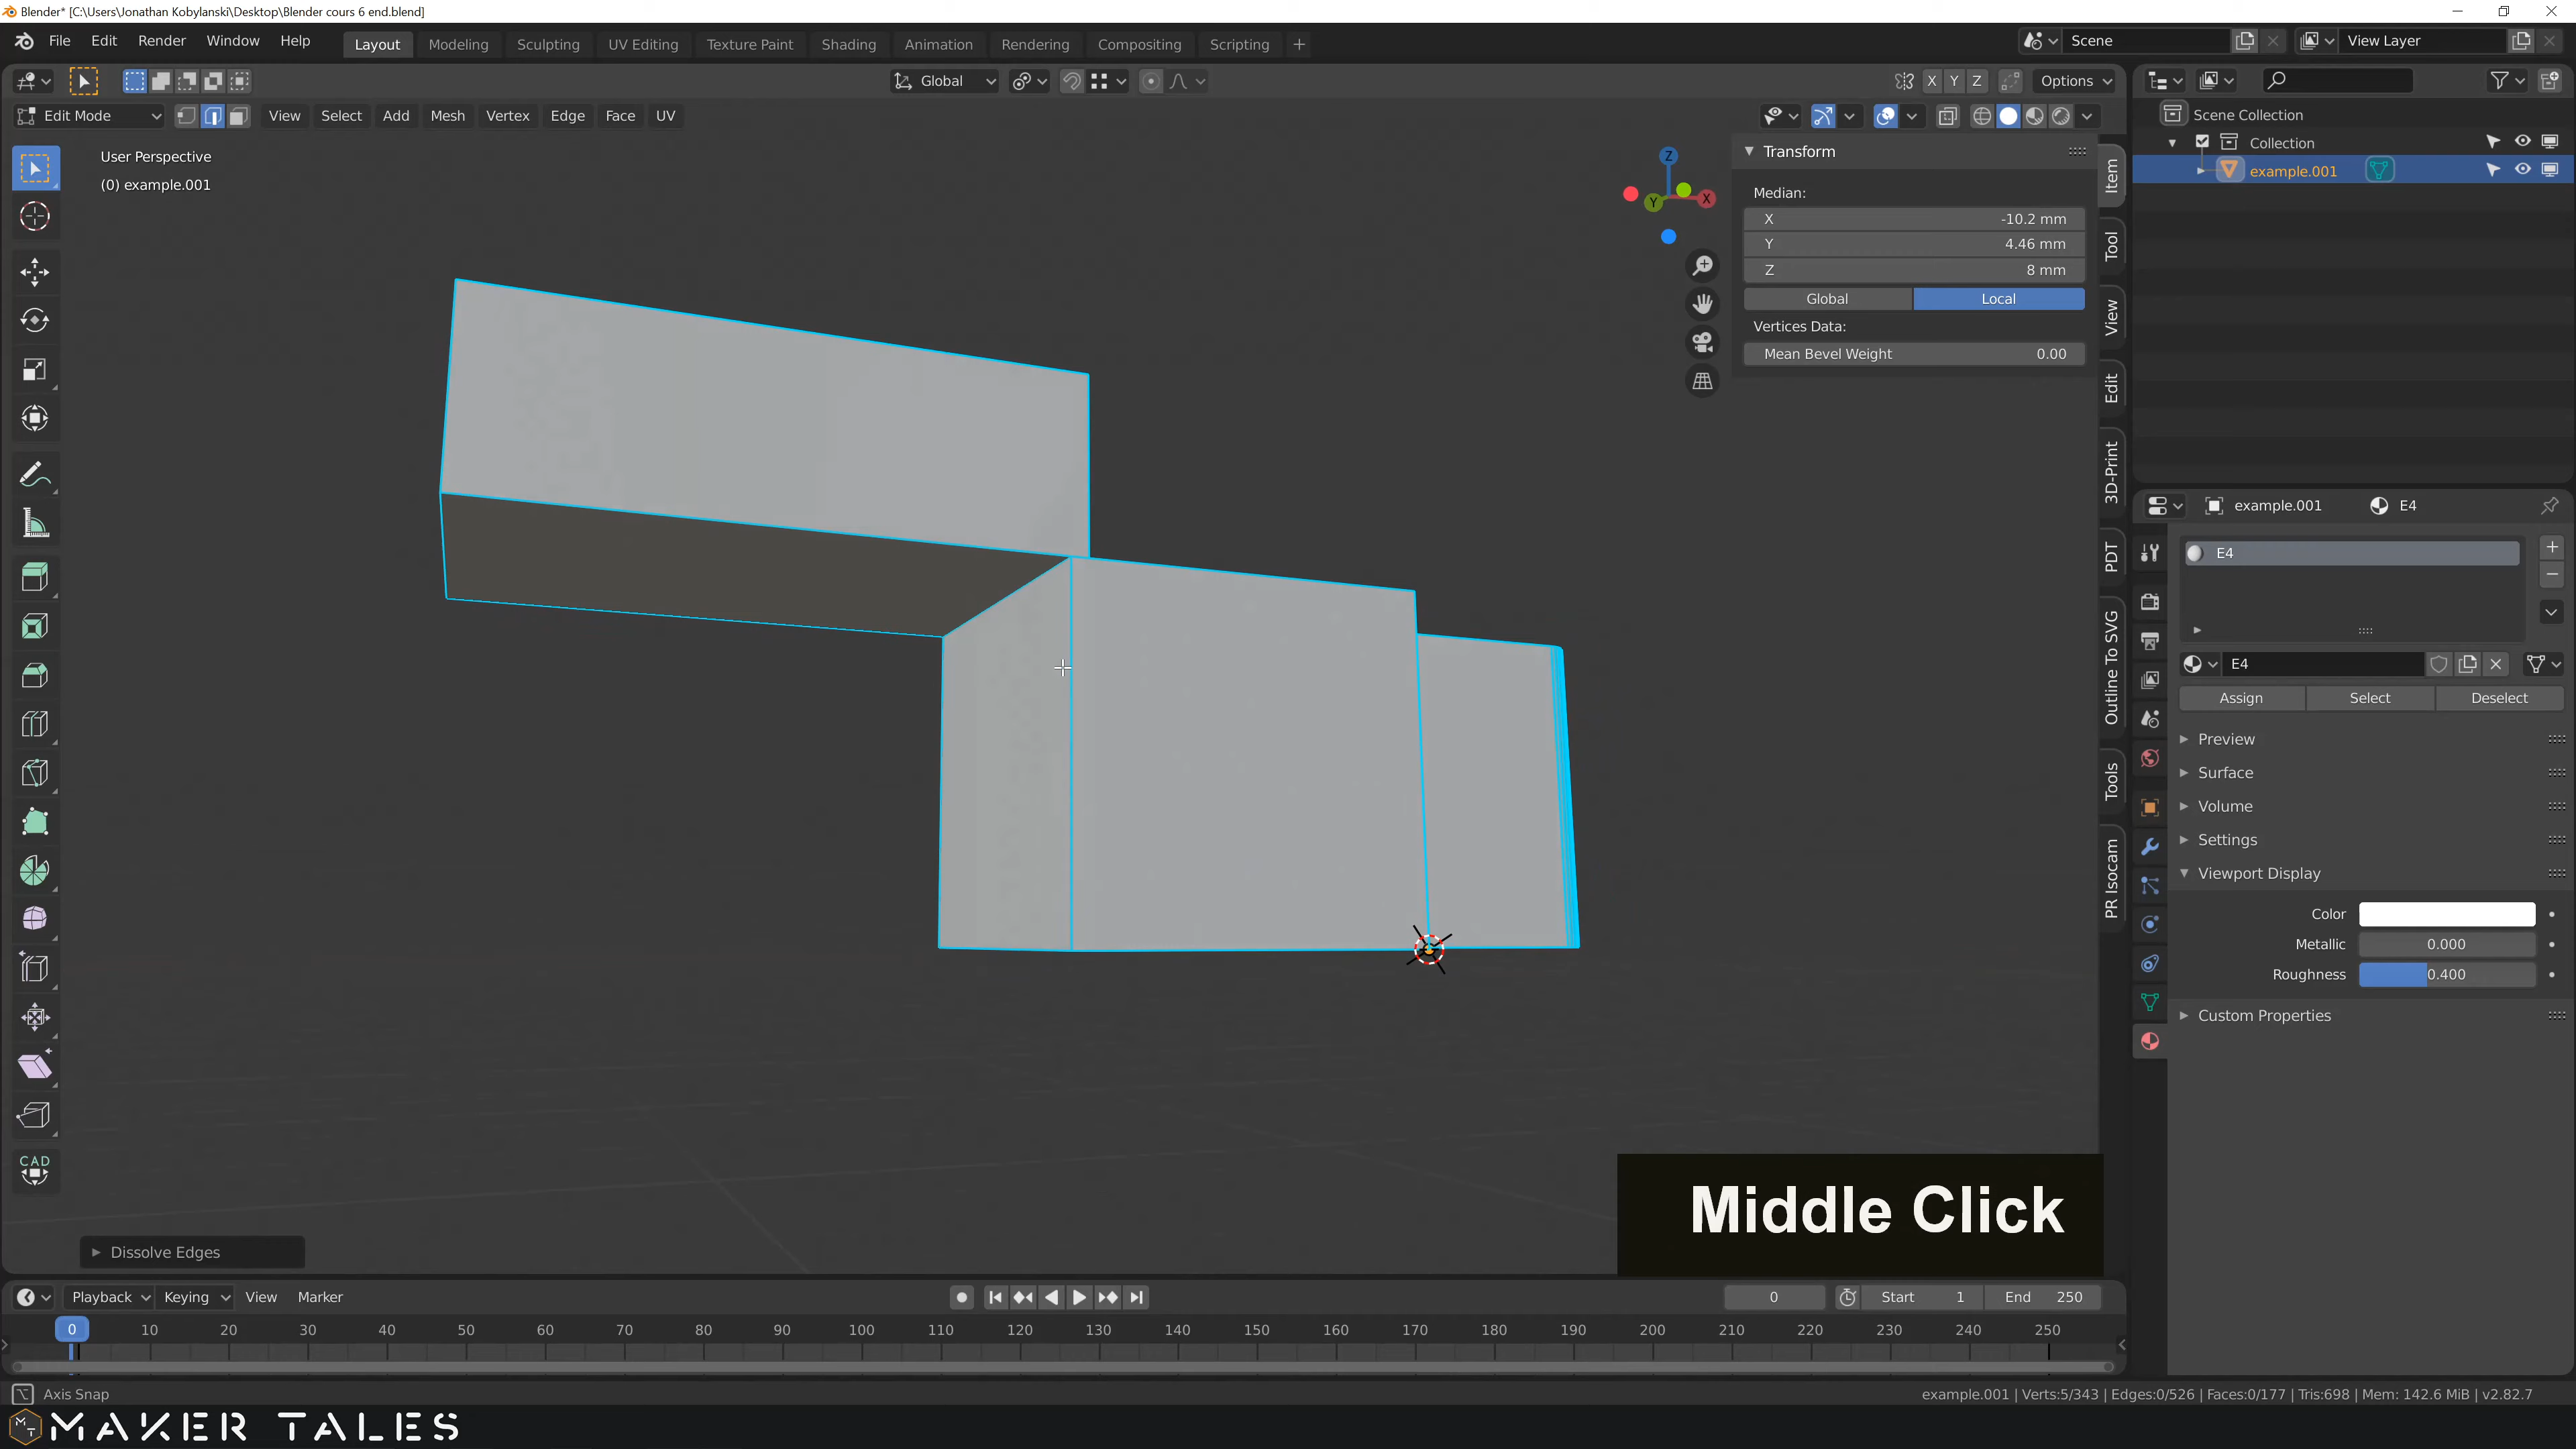 Blender* [C:\Users\Jonathan Kobylanski\Desktop\Blender cours 6 end.blend]
File Edit Render Window Help Layout Modeling Sculpting UV Editing Texture Paint Shading Animation Rendering Compositing Scripting + Scene View Layer
Global X Y Z Options
Edit Mode View Select Add Mesh Vertex Edge Face UV
User Perspective
(0) example.001
Z
Y
X
Transform
Median:
X -10.2 mm
Y 4.46 mm
Z 8 mm
Global Local
Vertices Data:
Mean Bevel Weight 0.00
Item
Tool
View
Edit
3D-Print
PDT
Outline To SVG
Tools
PR Isocam
Scene Collection
Collection
example.001
example.001 E4
E4
E4
Assign Select Deselect
Preview
Surface
Volume
Settings
Viewport Display
Color
Metallic 0.000
Roughness 0.400
Custom Properties
CAD
Middle Click
Dissolve Edges
Playback Keying View Marker 0 Start 1 End 250
0 10 20 30 40 50 60 70 80 90 100 110 120 130 140 150 160 170 180 190 200 210 220 230 240 250
Axis Snap
example.001 | Verts:5/343 | Edges:0/526 | Faces:0/177 | Tris:698 | Mem: 142.6 MiB | v2.82.7
MAKER TALES